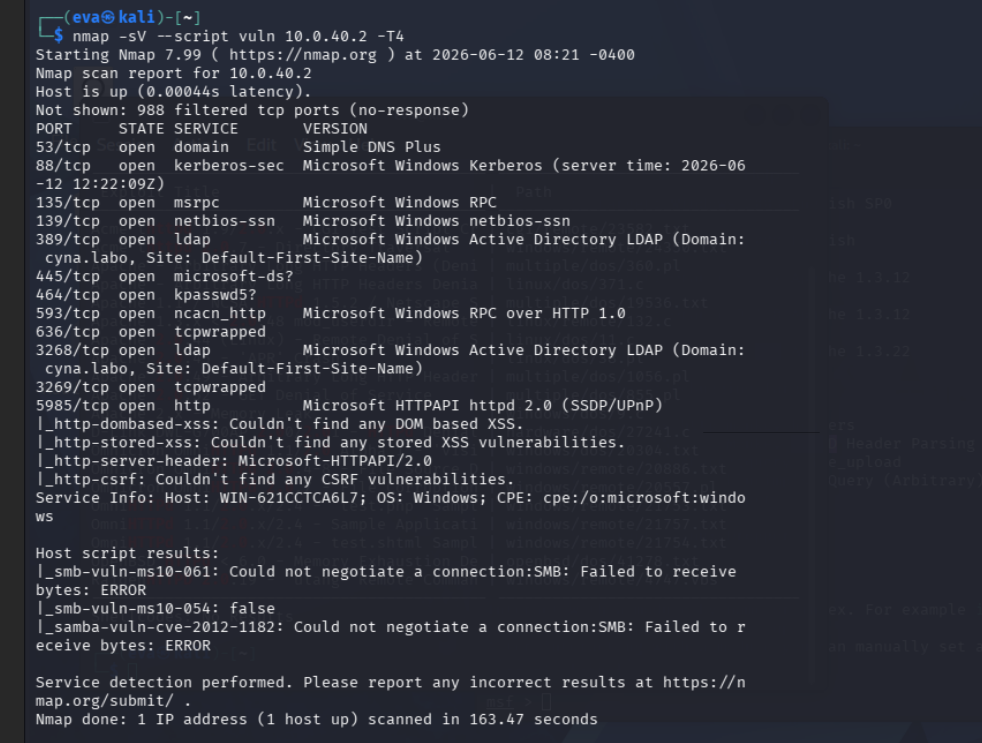 ┌──(eva㉿kali)-[~]
└─$ nmap -sV --script vuln 10.0.40.2 -T4
Starting Nmap 7.99 ( https://nmap.org ) at 2026-06-12 08:21 -0400
Nmap scan report for 10.0.40.2
Host is up (0.00044s latency).
Not shown: 988 filtered tcp ports (no-response)
PORT     STATE SERVICE      VERSION
53/tcp   open  domain       Simple DNS Plus
88/tcp   open  kerberos-sec  Microsoft Windows Kerberos (server time: 2026-06
-12 12:22:09Z)
135/tcp  open  msrpc        Microsoft Windows RPC
139/tcp  open  netbios-ssn  Microsoft Windows netbios-ssn
389/tcp  open  ldap         Microsoft Windows Active Directory LDAP (Domain:
 cyna.labo, Site: Default-First-Site-Name)
445/tcp  open  microsoft-ds?
464/tcp  open  kpasswd5?
593/tcp  open  ncacn_http   Microsoft Windows RPC over HTTP 1.0
636/tcp  open  tcpwrapped
3268/tcp open  ldap         Microsoft Windows Active Directory LDAP (Domain:
 cyna.labo, Site: Default-First-Site-Name)
3269/tcp open  tcpwrapped
5985/tcp open  http         Microsoft HTTPAPI httpd 2.0 (SSDP/UPnP)
|_http-dombased-xss: Couldn't find any DOM based XSS.
|_http-stored-xss: Couldn't find any stored XSS vulnerabilities.
|_http-server-header: Microsoft-HTTPAPI/2.0
|_http-csrf: Couldn't find any CSRF vulnerabilities.
Service Info: Host: WIN-621CCTCA6L7; OS: Windows; CPE: cpe:/o:microsoft:windo
ws
Host script results:
|_smb-vuln-ms10-061: Could not negotiate a connection:SMB: Failed to receive
bytes: ERROR
|_smb-vuln-ms10-054: false
|_samba-vuln-cve-2012-1182: Could not negotiate a connection:SMB: Failed to r
eceive bytes: ERROR
Service detection performed. Please report any incorrect results at https://n
map.org/submit/ .
Nmap done: 1 IP address (1 host up) scanned in 163.47 seconds